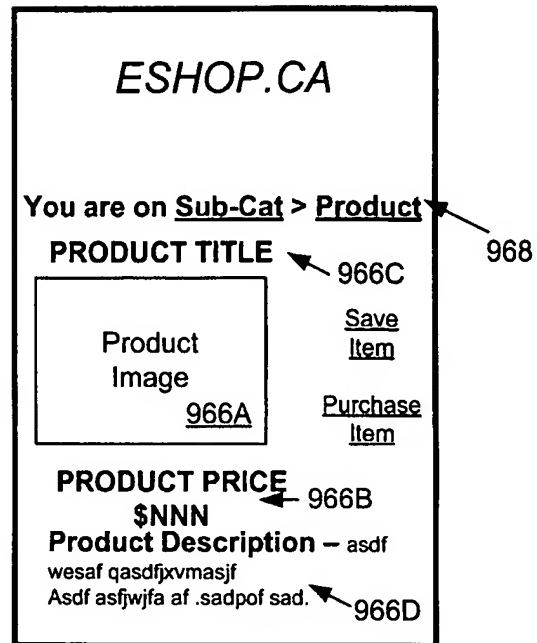 ESHOP.CA
You are on Sub-Cat > Product
968
PRODUCT TITLE
966C
Product
Image
966A
Save
Item
Purchase
Item
PRODUCT PRICE
$NNN
966B
Product Description – asdf
wesaf qasdfjxvmasjf
Asdf asfjwjfa af .sadpof sad.
966D